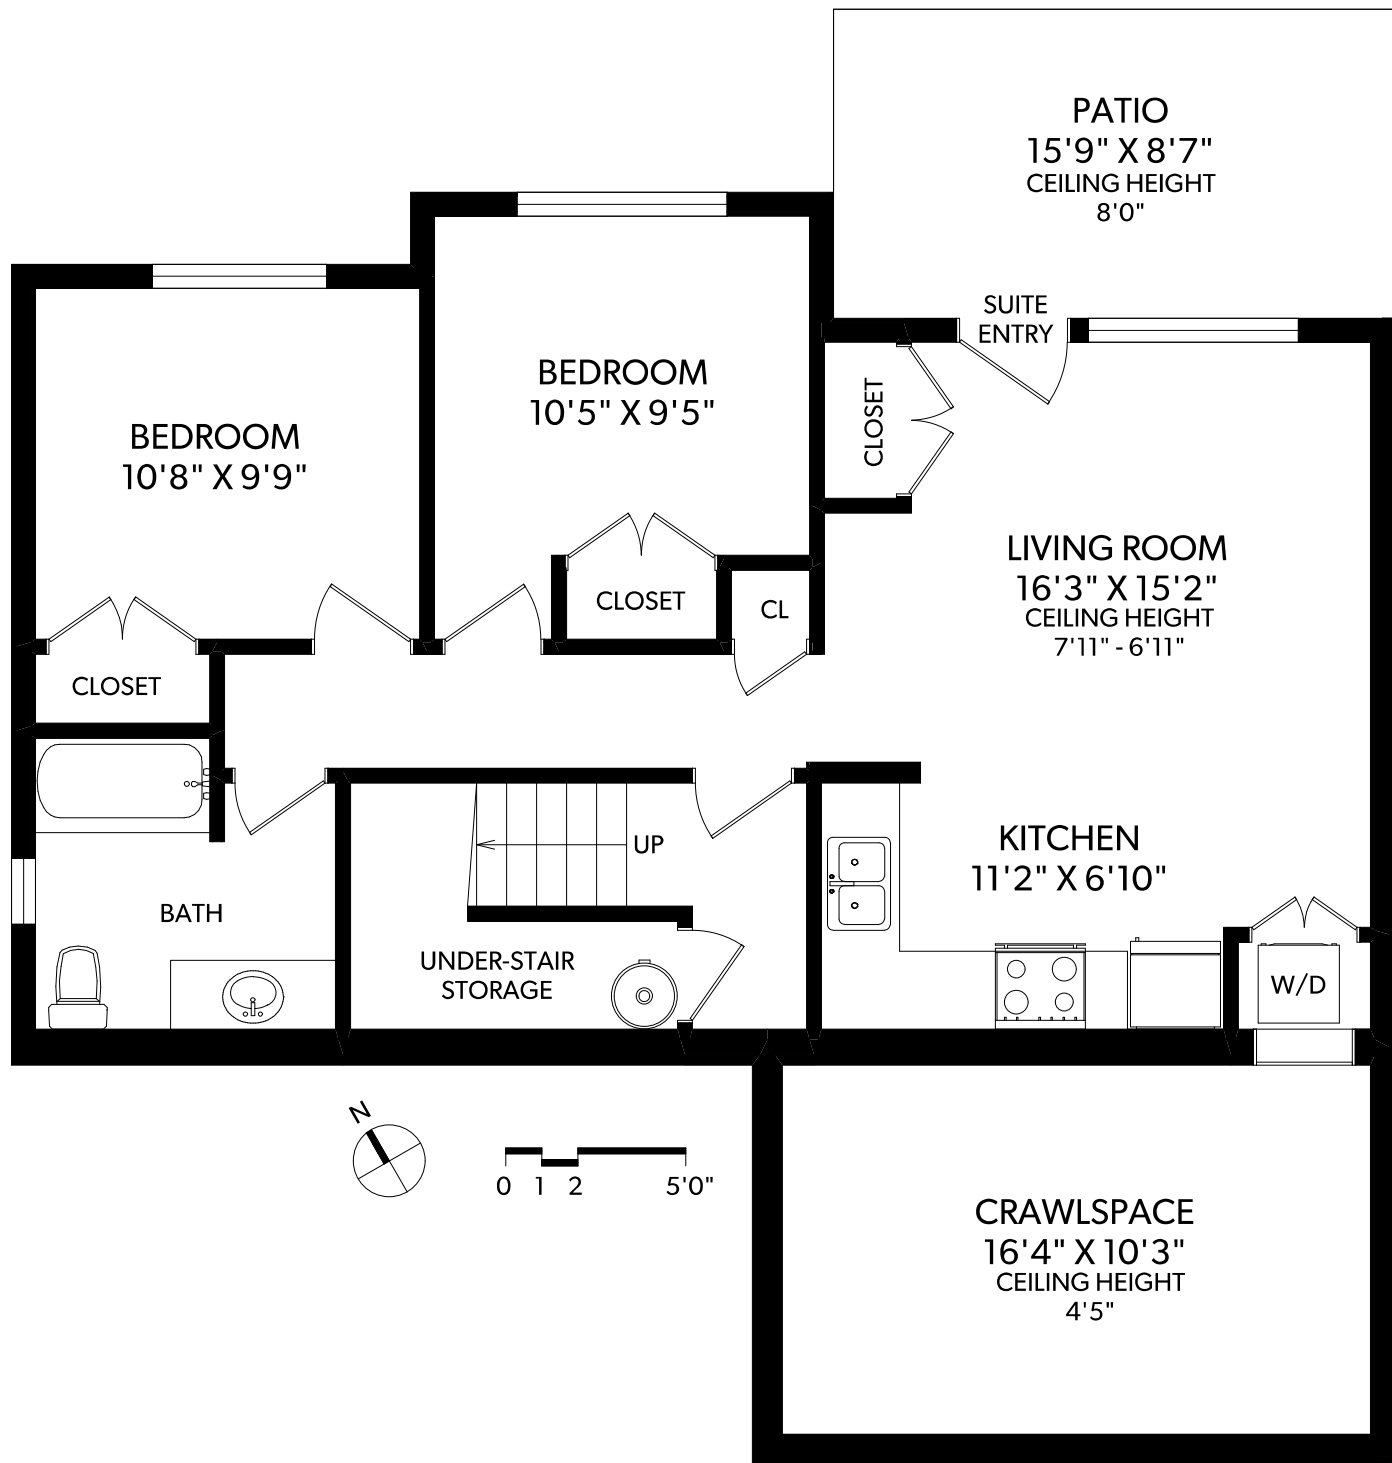 PATIO
15'9" X 8'7"
CEILING HEIGHT
8'0"
SUITE
ENTRY
BEDROOM
10'5" X 9'5"
CLOSET
BEDROOM
10'8" X 9'9"
LIVING ROOM
16'3" X 15'2"
CEILING HEIGHT
7'11" - 6'11"
CLOSET
CL
CLOSET
KITCHEN
11'2" X 6'10"
UP
BATH
UNDER-STAIR
STORAGE
W/D
N
0 1 2 5'0"
CRAWLSPACE
16'4" X 10'3"
CEILING HEIGHT
4'5"